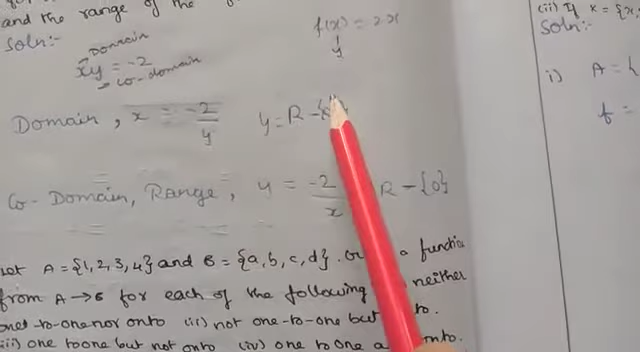 and the range of the
Soln:-
f(x) = 2x
y
Domain
xy = -2
co-domain
Domain, x = -2/y y = R - {0}
Co-Domain, Range, y = -2/x R - {0}
let A = {1, 2, 3, 4} and B = {a, b, c, d}. a function
from A → B for each of the following neither
one-to-one nor onto (ii) not one-to-one but
iii) one to one but not onto (iv) one to one
(ii) If x = {x,
Soln:-
i) A = {
f =